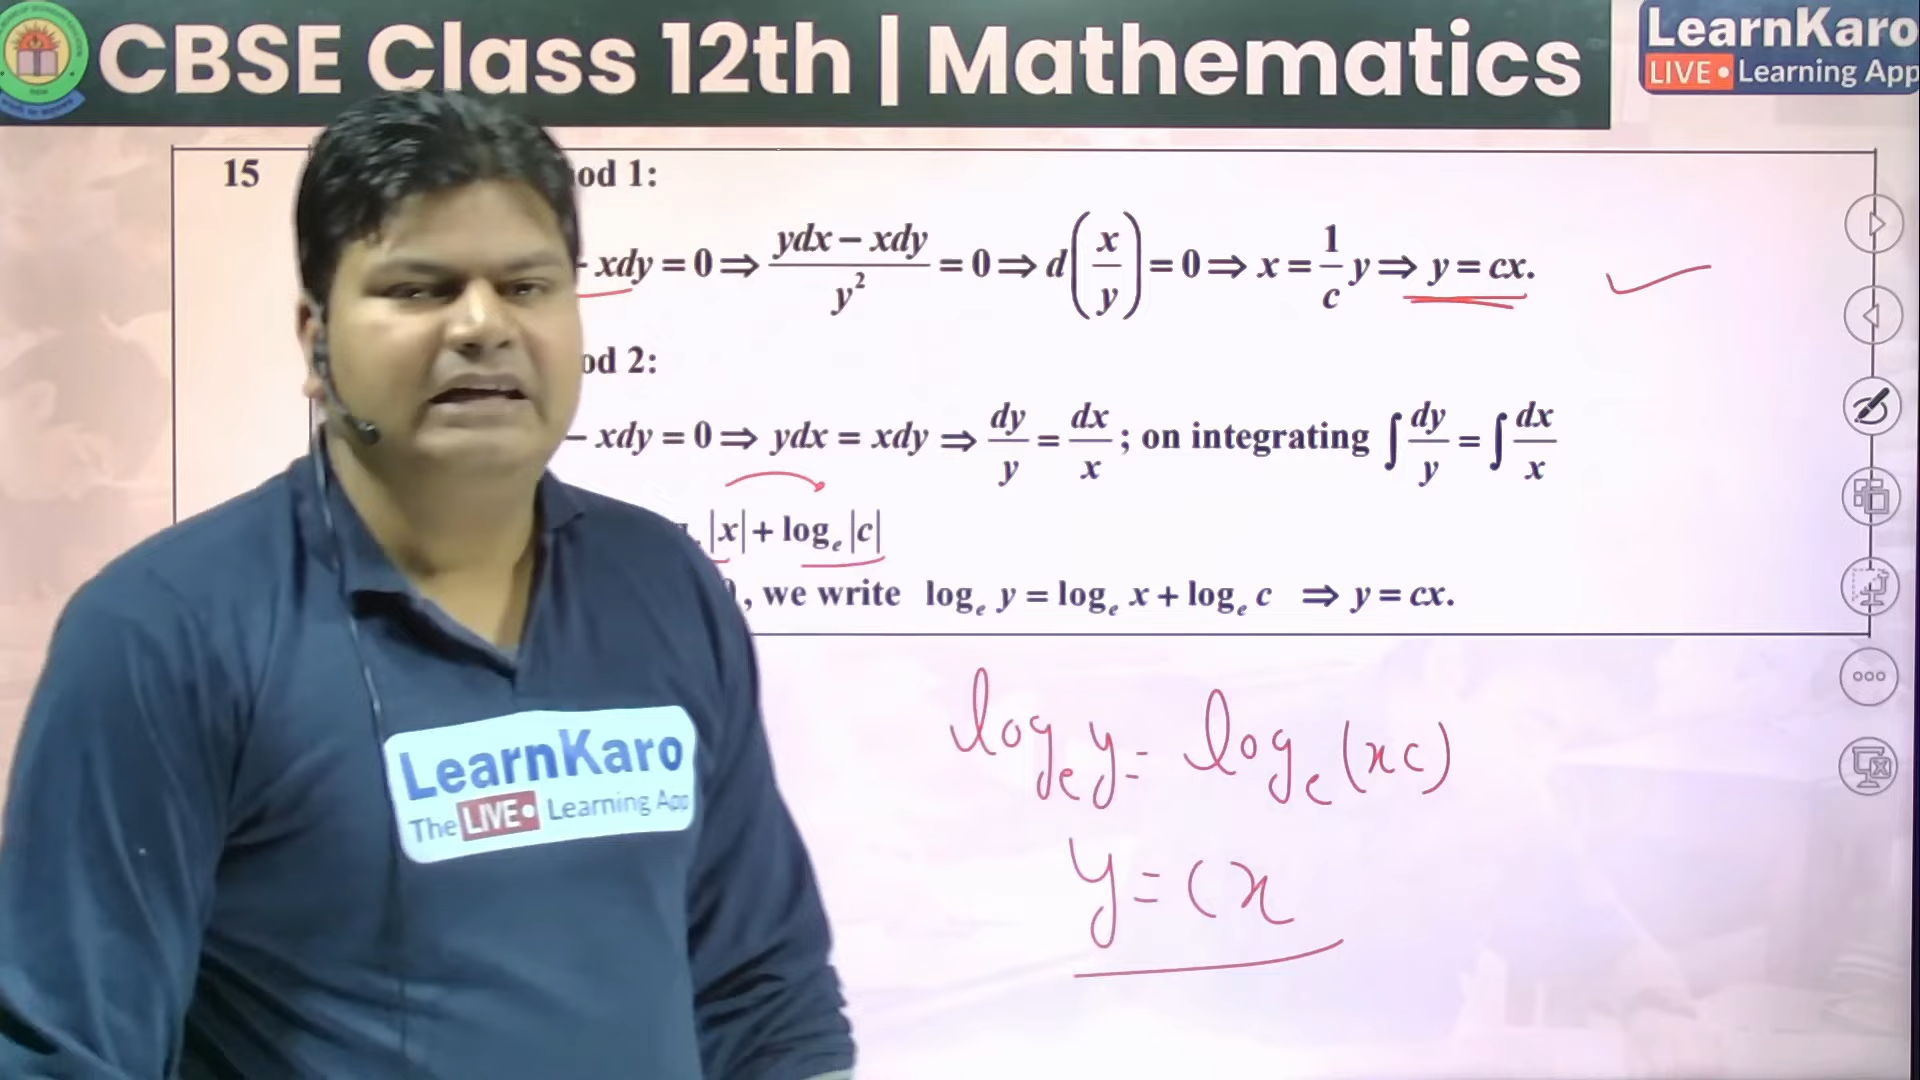 CBSE Class 12th | Mathematics
LearnKaro
LIVE • Learning App
15
od 1:
- xdy = 0 ⇒ (ydx – xdy)/y² = 0 ⇒ d(x/y) = 0 ⇒ x = (1/c) y ⇒ y = cx.
od 2:
– xdy = 0 ⇒ ydx = xdy ⇒ dy/y = dx/x ; on integrating ∫ dy/y = ∫ dx/x
|x| + logₑ |c|
, we write logₑ y = logₑ x + logₑ c ⇒ y = cx.
logₑ y = logₑ (xc)
y = cx
LearnKaro
The LIVE • Learning App